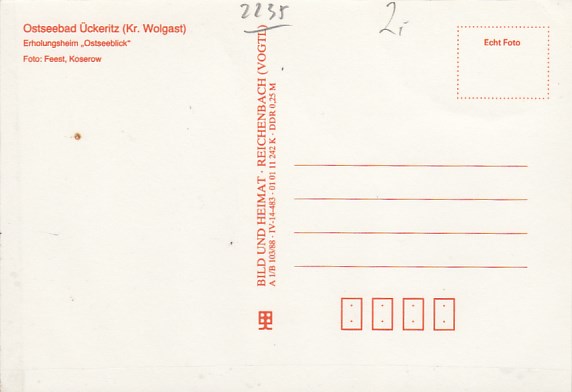 Ostseebad Ückeritz (Kr. Wolgast)
Erholungsheim „Ostseeblick“
Foto: Feest, Koserow
2235
2,-
Echt Foto
BILD UND HEIMAT · REICHENBACH (VOGTL)
A 1/B 103/88 · IV-14-483 · 01 01 11 242 K · DDR 0,25 M